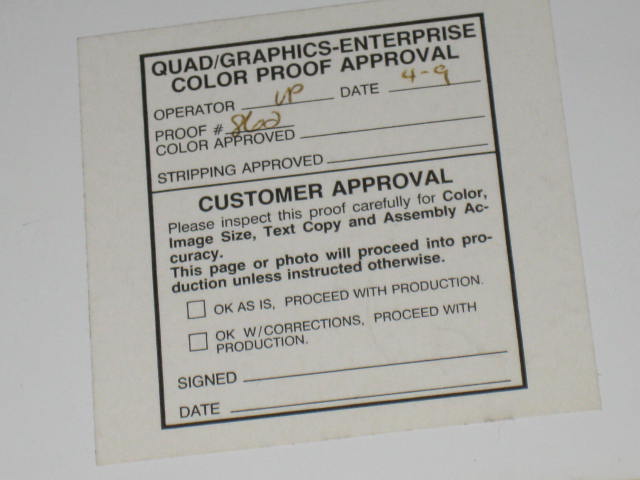 QUAD/GRAPHICS-ENTERPRISE
COLOR PROOF APPROVAL
OPERATOR VP DATE 4-9
PROOF # 8602
COLOR APPROVED
STRIPPING APPROVED
CUSTOMER APPROVAL
Please inspect this proof carefully for Color,
Image Size, Text Copy and Assembly Ac-
curacy.
This page or photo will proceed into pro-
duction unless instructed otherwise.
OK AS IS, PROCEED WITH PRODUCTION.
OK W/CORRECTIONS, PROCEED WITH
PRODUCTION.
SIGNED
DATE